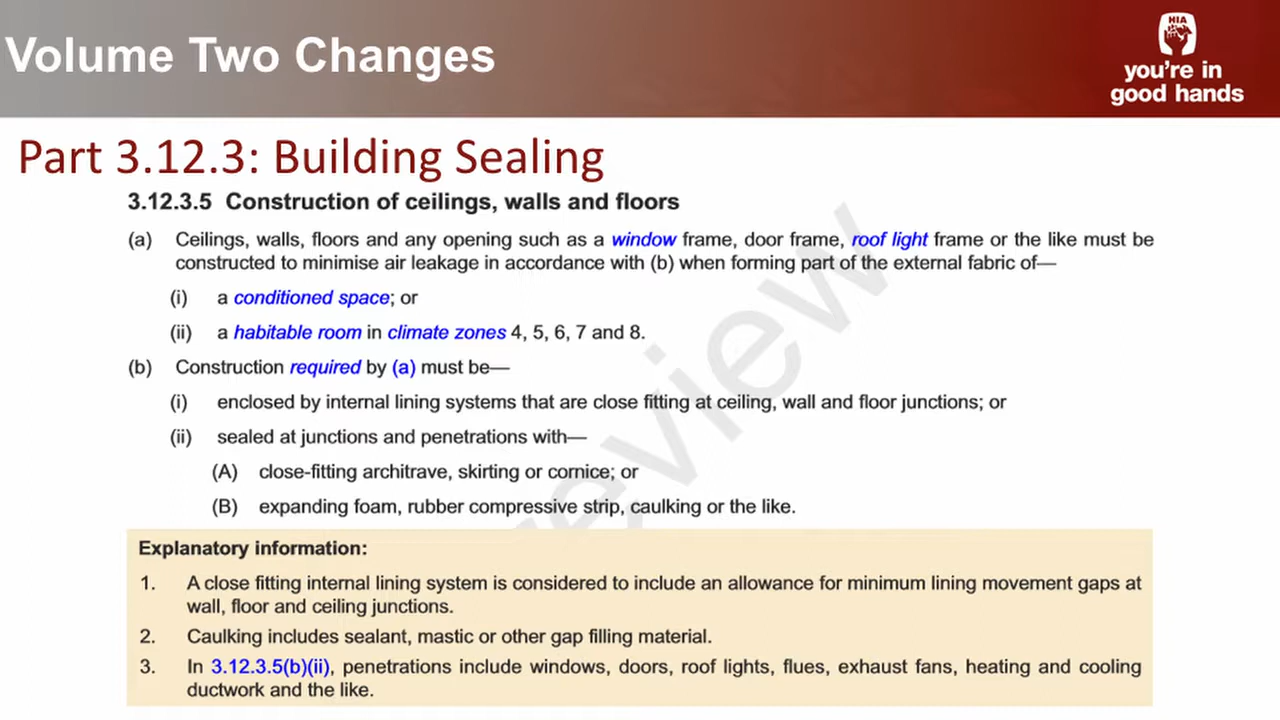 Volume Two Changes
HIA
you're in
good hands
Part 3.12.3: Building Sealing
3.12.3.5 Construction of ceilings, walls and floors
(a) Ceilings, walls, floors and any opening such as a window frame, door frame, roof light frame or the like must be
constructed to minimise air leakage in accordance with (b) when forming part of the external fabric of—
(i) a conditioned space; or
(ii) a habitable room in climate zones 4, 5, 6, 7 and 8.
(b) Construction required by (a) must be—
(i) enclosed by internal lining systems that are close fitting at ceiling, wall and floor junctions; or
(ii) sealed at junctions and penetrations with—
(A) close-fitting architrave, skirting or cornice; or
(B) expanding foam, rubber compressive strip, caulking or the like.
Explanatory information:
1. A close fitting internal lining system is considered to include an allowance for minimum lining movement gaps at
wall, floor and ceiling junctions.
2. Caulking includes sealant, mastic or other gap filling material.
3. In 3.12.3.5(b)(ii), penetrations include windows, doors, roof lights, flues, exhaust fans, heating and cooling
ductwork and the like.
eview